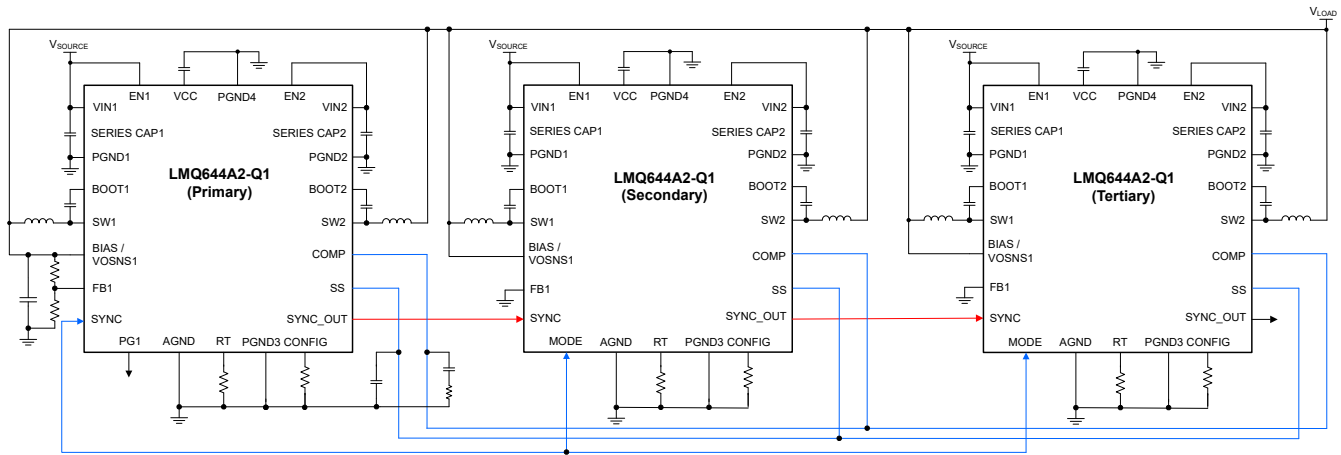 VLOAD
VSOURCE
EN1
VCC
PGND4
EN2
VIN1
VIN2
SERIES CAP1
SERIES CAP2
PGND1
PGND2
LMQ644A2-Q1
(Primary)
BOOT1
BOOT2
SW1
SW2
BIAS /
VOSNS1
COMP
FB1
SS
SYNC
SYNC_OUT
PG1
AGND
RT
PGND3
CONFIG
VSOURCE
EN1
VCC
PGND4
EN2
VIN1
VIN2
SERIES CAP1
SERIES CAP2
PGND1
PGND2
LMQ644A2-Q1
(Secondary)
BOOT1
BOOT2
SW1
SW2
BIAS /
VOSNS1
COMP
FB1
SS
SYNC
SYNC_OUT
MODE
AGND
RT
PGND3
CONFIG
VSOURCE
EN1
VCC
PGND4
EN2
VIN1
VIN2
SERIES CAP1
SERIES CAP2
PGND1
PGND2
LMQ644A2-Q1
(Tertiary)
BOOT1
BOOT2
SW1
SW2
BIAS /
VOSNS1
COMP
FB1
SS
SYNC
SYNC_OUT
MODE
AGND
RT
PGND3
CONFIG